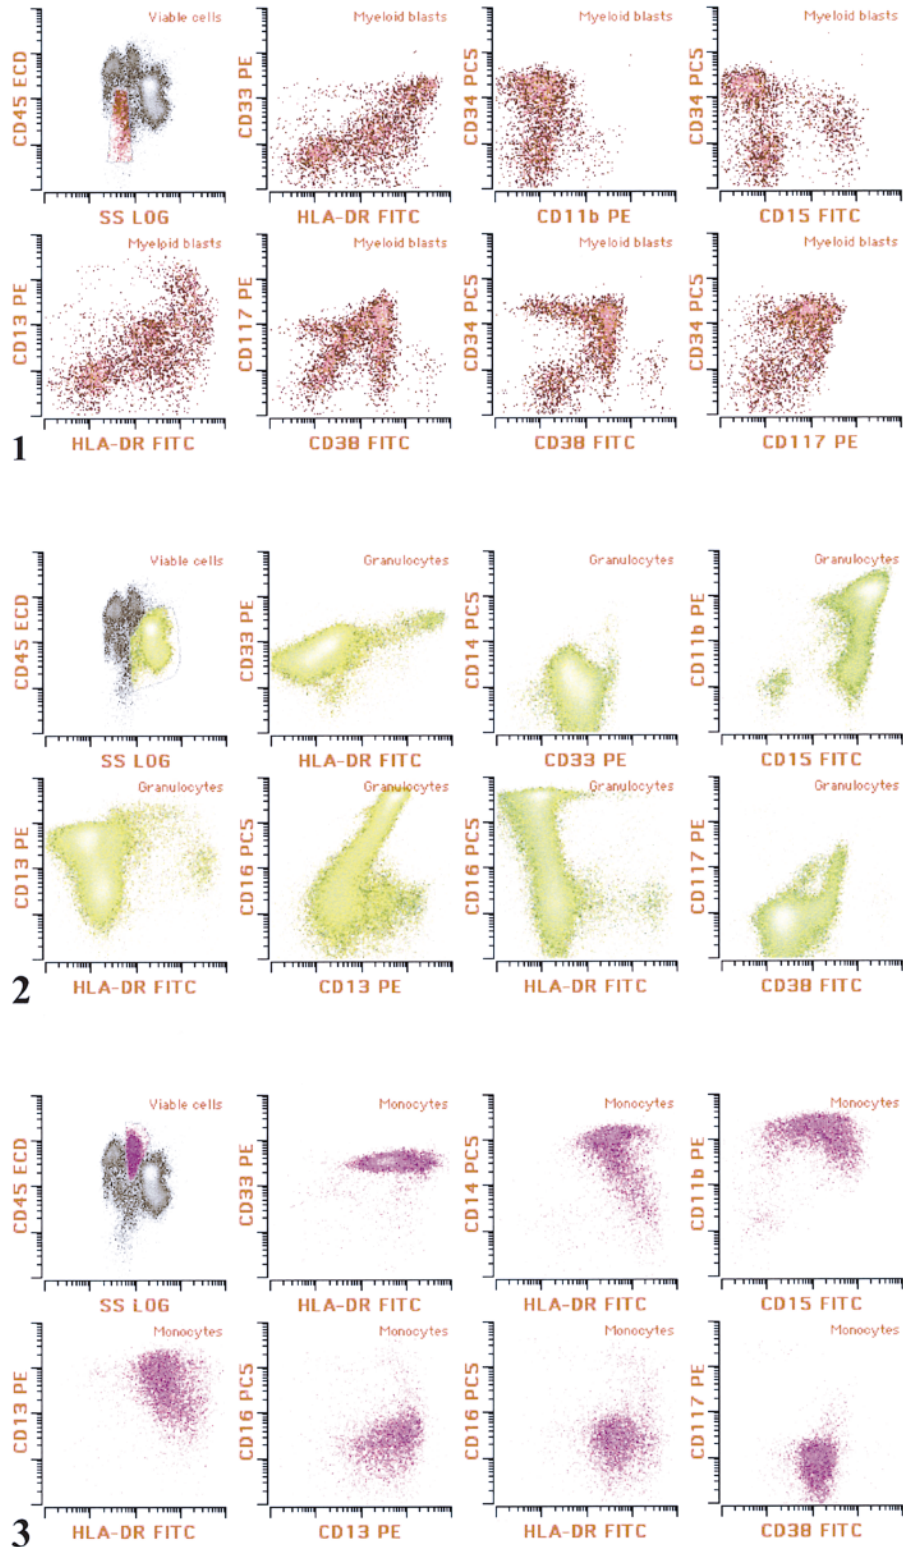 Viable cells
CD45 ECD
SS LOG
Myeloid blasts
CD33 PE
HLA-DR FITC
Myeloid blasts
CD34 PC5
CD11b PE
Myeloid blasts
CD34 PC5
CD15 FITC
Myeloid blasts
CD13 PE
HLA-DR FITC
Myeloid blasts
CD117 PE
CD38 FITC
Myeloid blasts
CD34 PC5
CD38 FITC
Myeloid blasts
CD34 PC5
CD117 PE
1
Viable cells
CD45 ECD
SS LOG
Granulocytes
CD33 PE
HLA-DR FITC
Granulocytes
CD14 PC5
CD33 PE
Granulocytes
CD11b PE
CD15 FITC
Granulocytes
CD13 PE
HLA-DR FITC
Granulocytes
CD16 PC5
CD13 PE
Granulocytes
CD16 PC5
HLA-DR FITC
Granulocytes
CD117 PE
CD38 FITC
2
Viable cells
CD45 ECD
SS LOG
Monocytes
CD33 PE
HLA-DR FITC
Monocytes
CD14 PC5
HLA-DR FITC
Monocytes
CD11b PE
CD15 FITC
Monocytes
CD13 PE
HLA-DR FITC
Monocytes
CD16 PC5
CD13 PE
Monocytes
CD16 PC5
HLA-DR FITC
Monocytes
CD117 PE
CD38 FITC
3